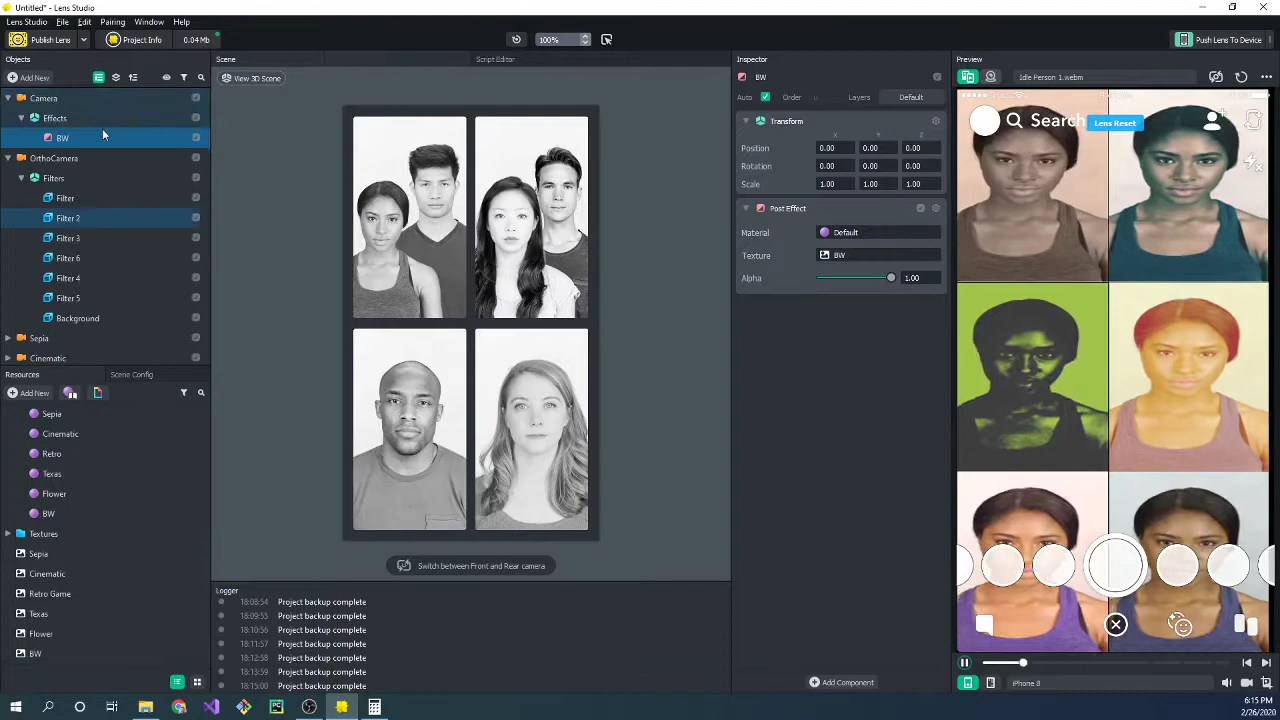 Untitled* - Lens Studio
Lens Studio File Edit Pairing Window Help
Publish Lens Project Info 0.04 Mb 100% Push Lens To Device
Objects Scene Script Editor Inspector Preview
Add New View 3D Scene BW Idle Person 1.webm
Camera Auto Order Layers Default
Effects Transform Search Lens Reset
BW X Y Z
OrthoCamera Position 0.00 0.00 0.00
Filters Rotation 0.00 0.00 0.00
Filter Scale 1.00 1.00 1.00
Filter 2 Post Effect
Filter 3 Material Default
Filter 6 Texture BW
Filter 4 Alpha 1.00
Filter 5
Background
Sepia
Cinematic
Resources Scene Config
Add New
Sepia
Cinematic
Retro
Texas
Flower
BW
Textures
Sepia
Switch between Front and Rear camera
Cinematic
Logger
Retro Game 18:08:54 Project backup complete
Texas 18:09:55 Project backup complete
18:10:56 Project backup complete
Flower 18:11:57 Project backup complete
BW 18:12:58 Project backup complete
18:13:59 Project backup complete
18:15:00 Project backup complete
Add Component iPhone 8
6:15 PM
2/26/2020